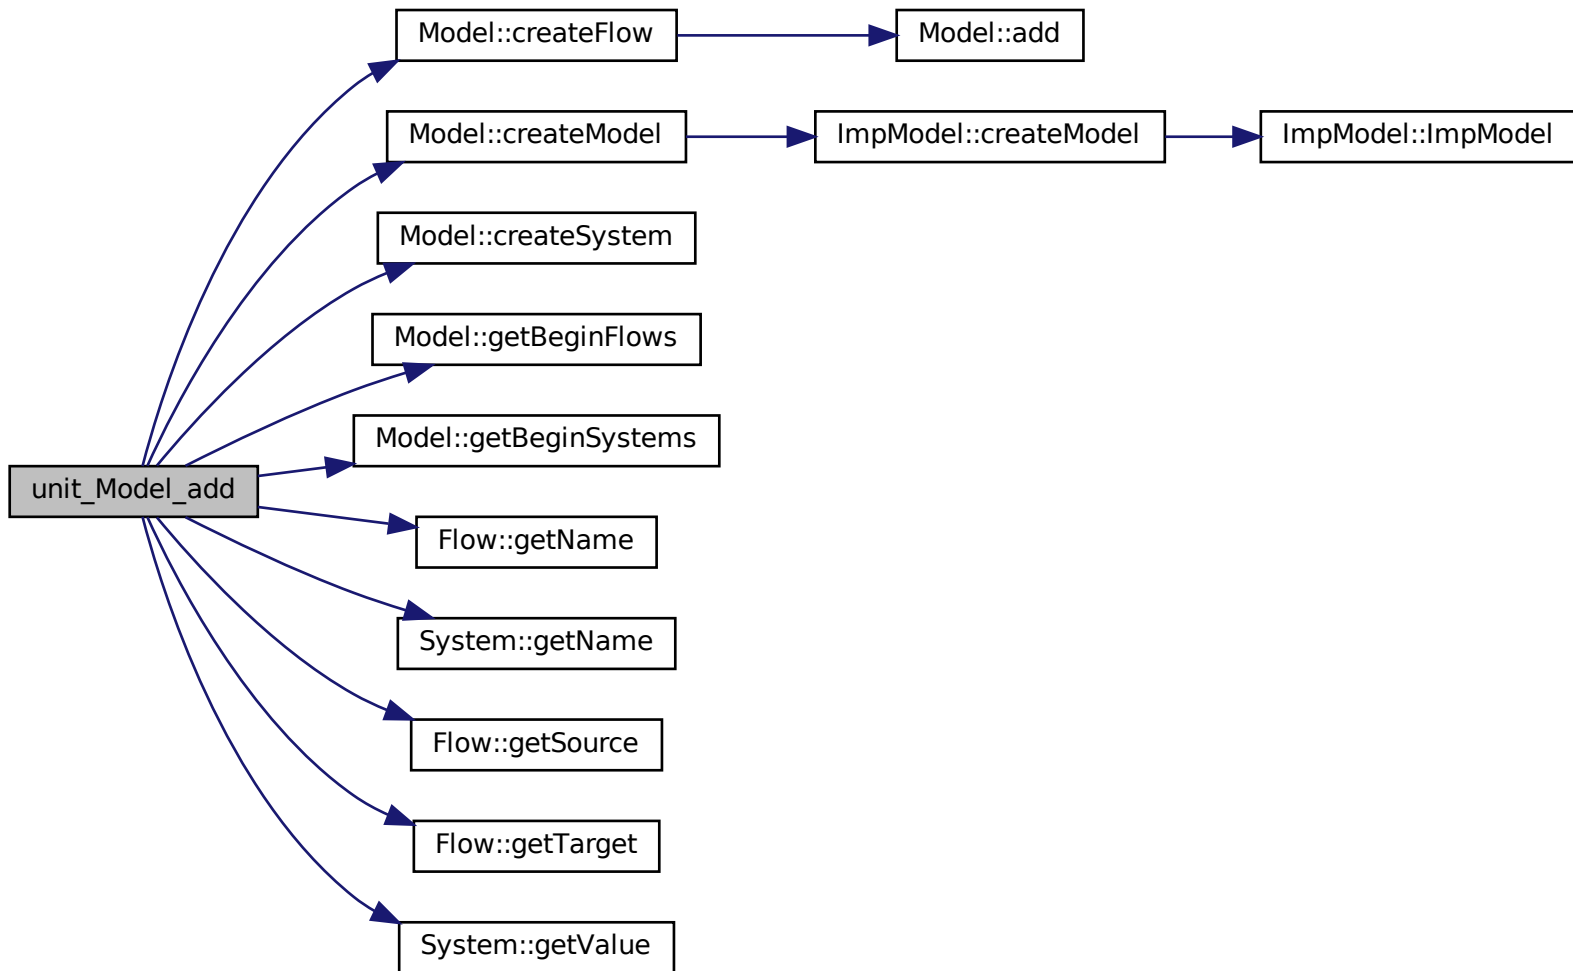 Model::createFlow
Model::add
Model::createModel
ImpModel::createModel
ImpModel::ImpModel
Model::createSystem
Model::getBeginFlows
Model::getBeginSystems
unit_Model_add
Flow::getName
System::getName
Flow::getSource
Flow::getTarget
System::getValue